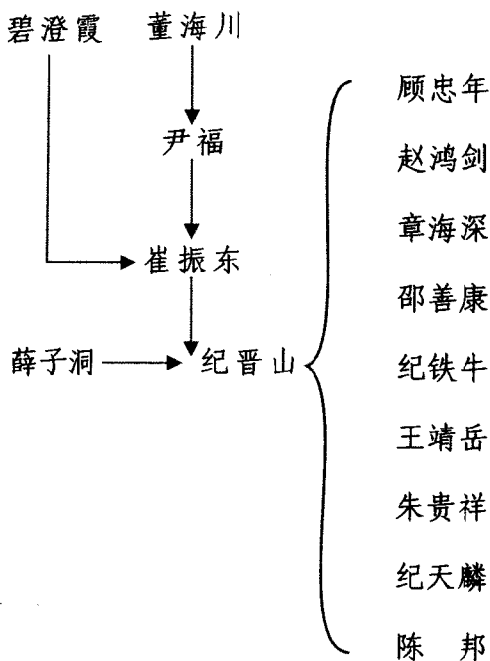 碧澄霞 董海川
尹福
崔振东
薛子洞 纪晋山
顾忠年
赵鸿剑
章海深
邵善康
纪铁牛
王靖岳
朱贵祥
纪天麟
陈 邦